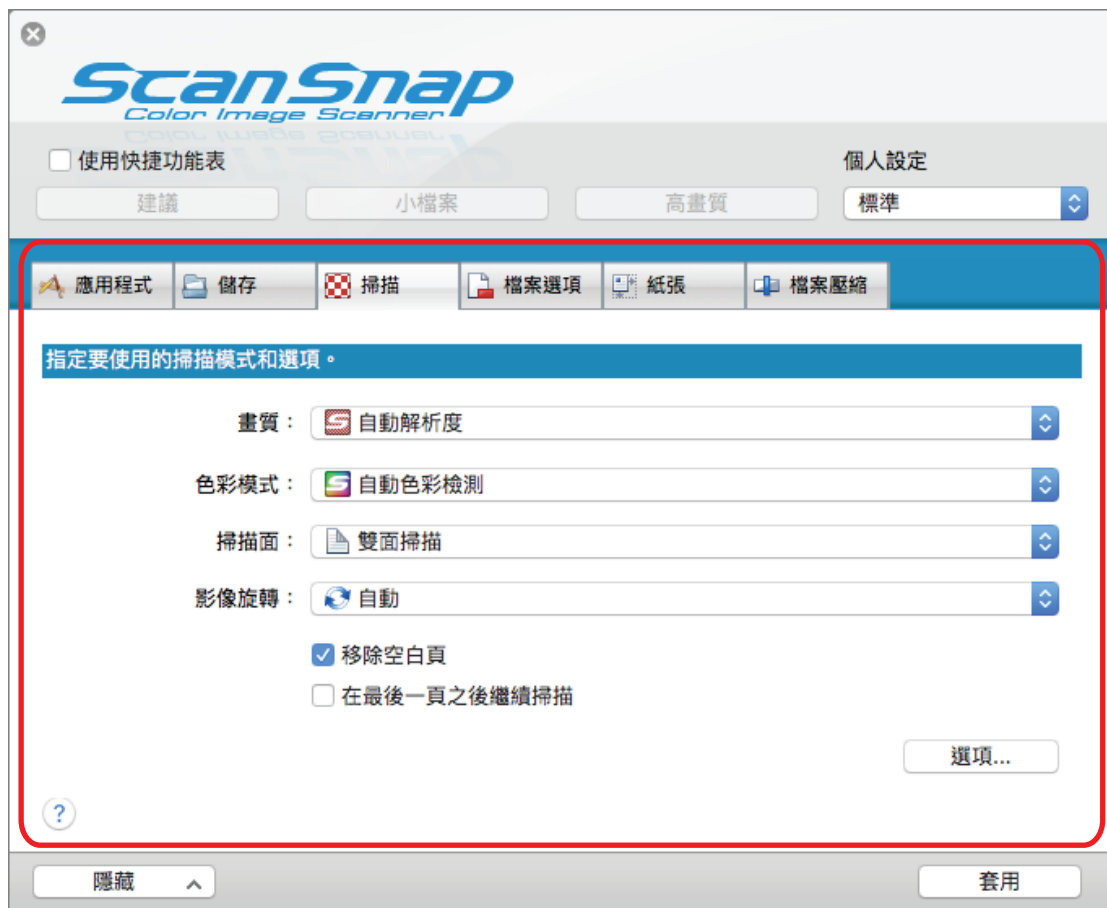 ScanSnap
Color Image Scanner
使用快捷功能表
個人設定
建議
小檔案
高畫質
標準
應用程式
儲存
掃描
檔案選項
紙張
檔案壓縮
指定要使用的掃描模式和選項。
畫質：
自動解析度
色彩模式：
自動色彩檢測
掃描面：
雙面掃描
影像旋轉：
自動
移除空白頁
在最後一頁之後繼續掃描
選項...
?
隱藏
套用